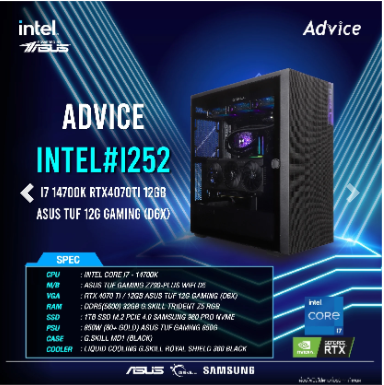 intel.
ASUS
Advice
ADVICE
INTEL#I252
I7 14700K RTX4070TI 12GB
ASUS TUF 12G GAMING (D6X)
SPEC
CPU : INTEL CORE I7 - 14700K
M/B : ASUS TUF GAMING Z790-PLUS WIFI D5
VGA : RTX 4070 TI / 12GB ASUS TUF 12G GAMING (D6X)
RAM : DDR5(5600) 32GB G.SKILL TRIDENT Z5 RGB
SSD : 1TB SSD M.2 PCIE 4.0 SAMSUNG 980 PRO NVME
PSU : 850W (80+ GOLD) ASUS TUF GAMING 850G
CASE : G.SKILL MD1 (BLACK)
COOLER : LIQUID COOLING G.SKILL ROYAL SHIELD 360 BLACK
intel
CORE
i7
NVIDIA
GEFORCE
RTX
ASUS G.SKILL SAMSUNG